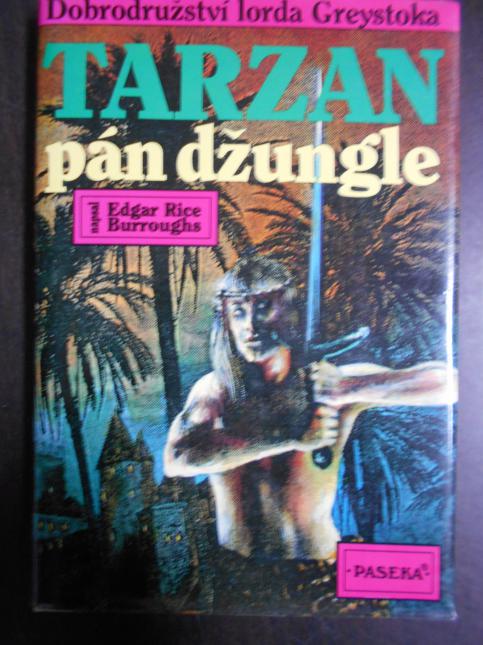 Dobrodružství lorda Greystoka
TARZAN
pán džungle
napsal
Edgar Rice
Burroughs
·PASEKA®·